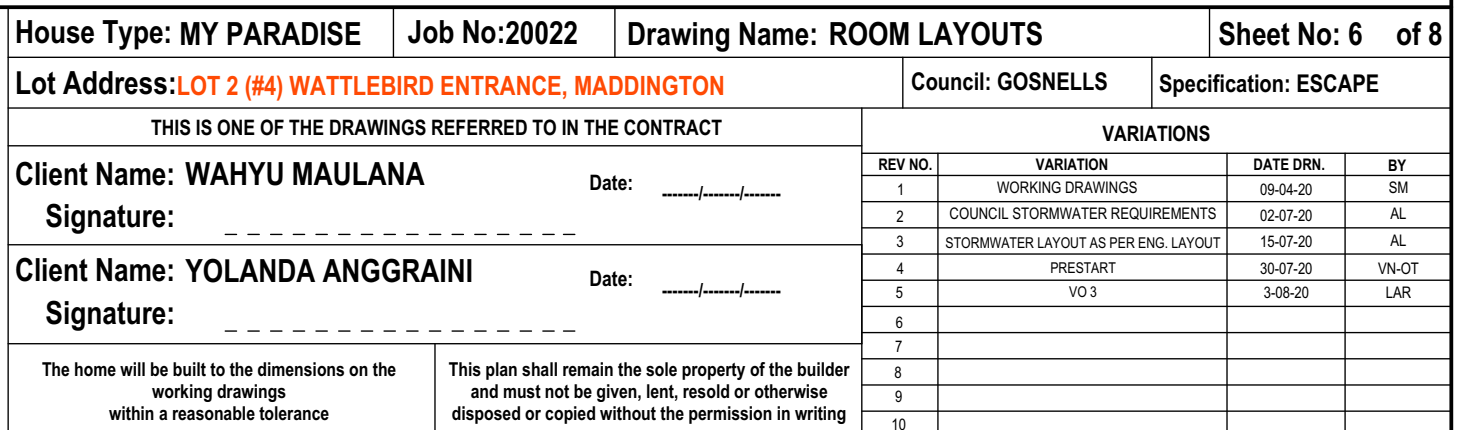 House Type: MY PARADISE Job No:20022 Drawing Name: ROOM LAYOUTS Sheet No: 6 of 8
Lot Address:LOT 2 (#4) WATTLEBIRD ENTRANCE, MADDINGTON Council: GOSNELLS Specification: ESCAPE
THIS IS ONE OF THE DRAWINGS REFERRED TO IN THE CONTRACT
Client Name: WAHYU MAULANA Date: -------/-------/-------
Signature: _ _ _ _ _ _ _ _ _ _ _ _ _ _ _ _
Client Name: YOLANDA ANGGRAINI Date: -------/-------/-------
Signature: _ _ _ _ _ _ _ _ _ _ _ _ _ _ _ _
The home will be built to the dimensions on the
working drawings
within a reasonable tolerance
This plan shall remain the sole property of the builder
and must not be given, lent, resold or otherwise
disposed or copied without the permission in writing
VARIATIONS
REV NO. VARIATION DATE DRN. BY
1 WORKING DRAWINGS 09-04-20 SM
2 COUNCIL STORMWATER REQUIREMENTS 02-07-20 AL
3 STORMWATER LAYOUT AS PER ENG. LAYOUT 15-07-20 AL
4 PRESTART 30-07-20 VN-OT
5 VO 3 3-08-20 LAR
6
7
8
9
10